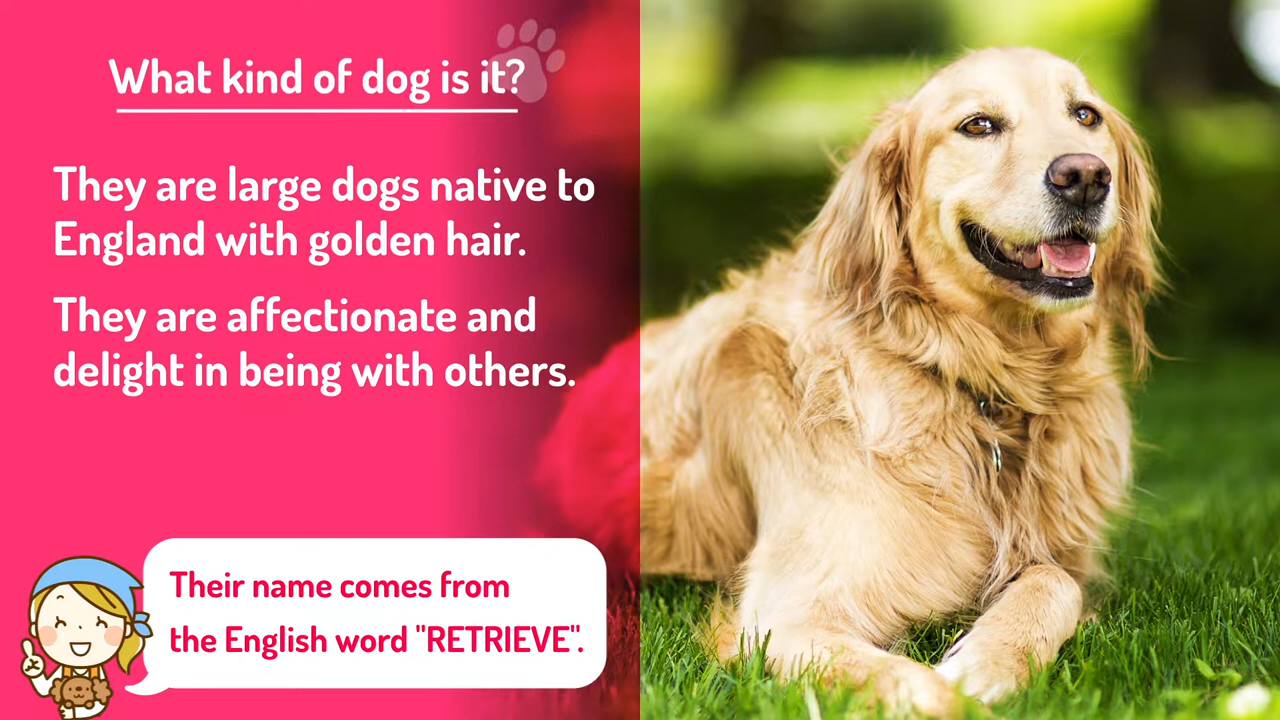 What kind of dog is it?
They are large dogs native to
England with golden hair.
They are affectionate and
delight in being with others.
Their name comes from
the English word "RETRIEVE".